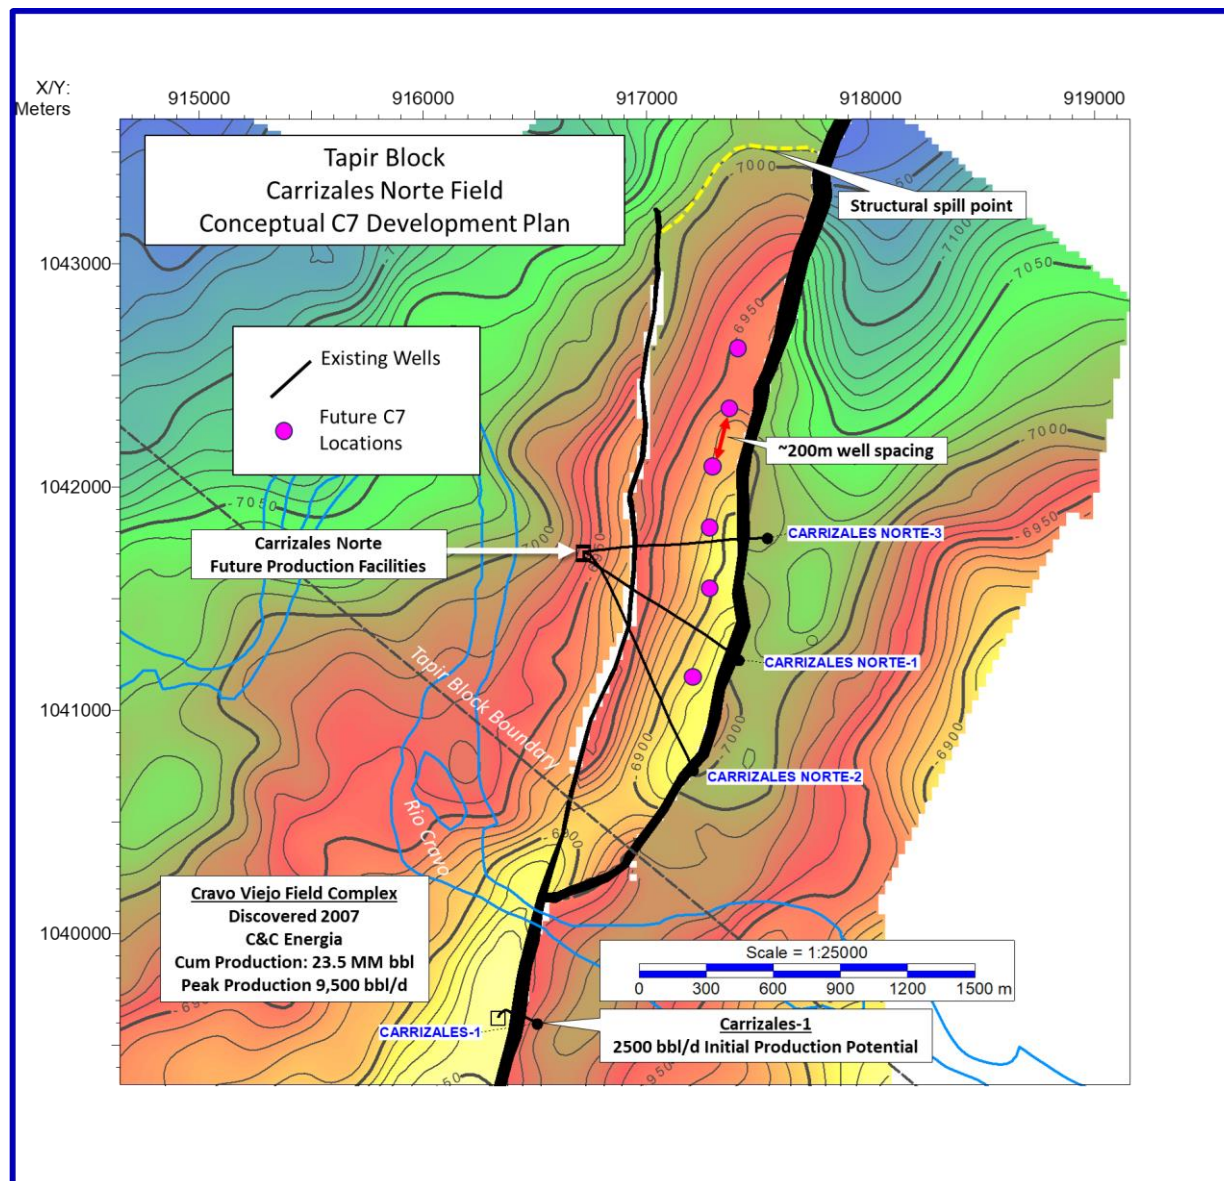 X/Y:
Meters
915000 916000 917000 918000 919000
Tapir Block
Carrizales Norte Field
Conceptual C7 Development Plan
-7000
Structural spill point
1043000
-7100
-7050
-6950
Existing Wells
Future C7
Locations
~200m well spacing
-7000
1042000
-7050
-6950
Carrizales Norte
Future Production Facilities
-7000
-6950
CARRIZALES NORTE-3
CARRIZALES NORTE-1
Tapir Block Boundary
1041000
-6900
-7000
-6900
CARRIZALES NORTE-2
Rio Cravo
-6900
Cravo Viejo Field Complex
Discovered 2007
C&C Energia
Cum Production: 23.5 MM bbl
Peak Production 9,500 bbl/d
1040000
Scale = 1:25000
0 300 600 900 1200 1500 m
-6950
CARRIZALES-1
Carrizales-1
2500 bbl/d Initial Production Potential
-6950